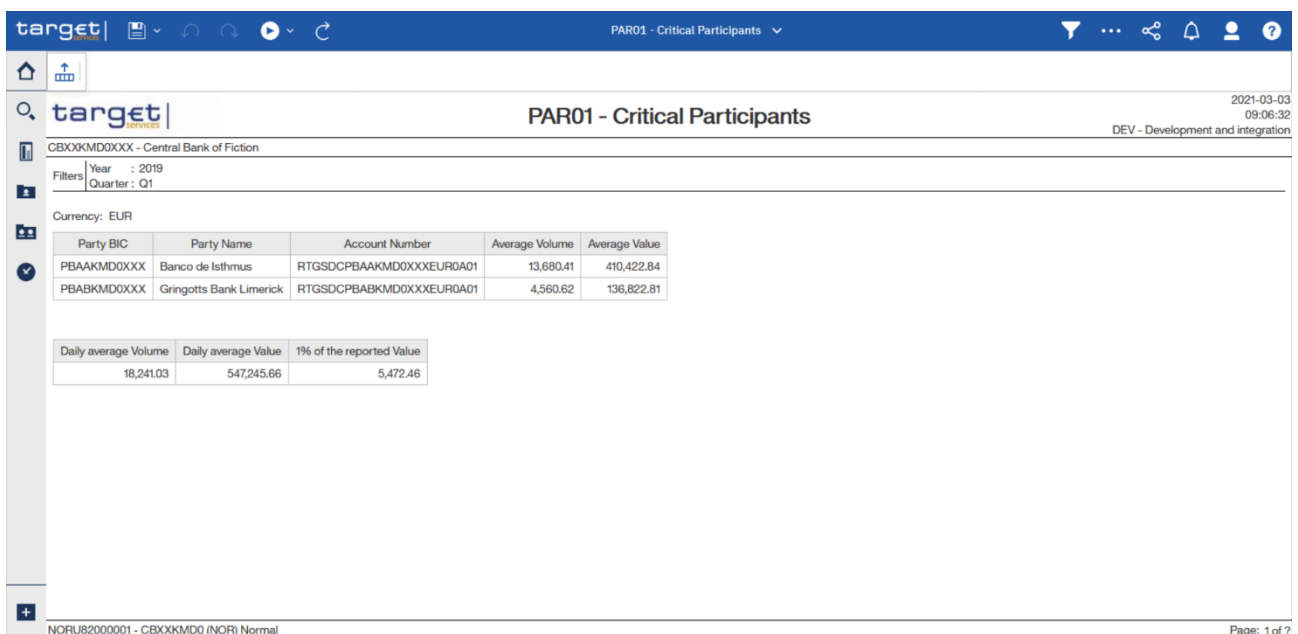 target|
services
PAR01 - Critical Participants
target|
services
PAR01 - Critical Participants
2021-03-03
09:06:32
DEV - Development and integration
CBXXKMD0XXX - Central Bank of Fiction
Filters
Year : 2019
Quarter : Q1
Currency: EUR
Party BIC Party Name Account Number Average Volume Average Value
PBAAKMD0XXX Banco de Isthmus RTGSDCPBAAKMD0XXXEUR0A01 13,680.41 410,422.84
PBABKMD0XXX Gringotts Bank Limerick RTGSDCPBABKMD0XXXEUR0A01 4,560.62 136,822.81
Daily average Volume Daily average Value 1% of the reported Value
18,241.03 547,245.66 5,472.46
NORU82000001 - CBXXKMD0 (NOR) Normal Page: 1 of ?